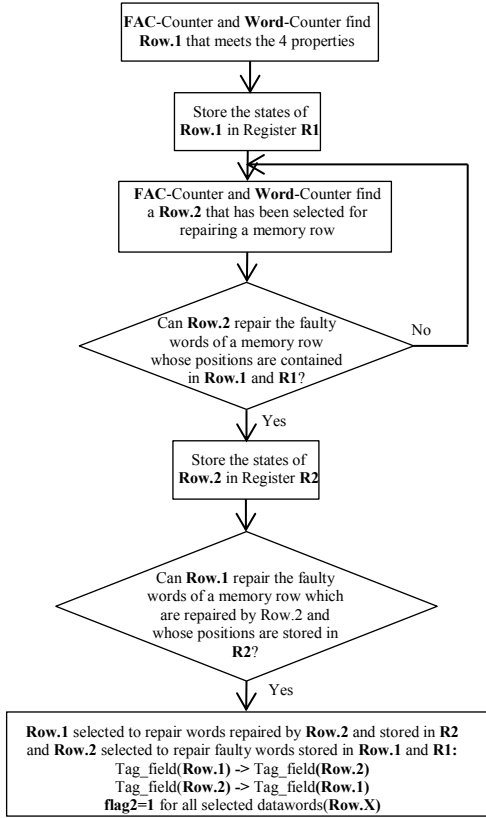 FAC-Counter and Word-Counter find
Row.1 that meets the 4 properties
Store the states of
Row.1 in Register R1
FAC-Counter and Word-Counter find
a Row.2 that has been selected for
repairing a memory row
Can Row.2 repair the faulty
words of a memory row
whose positions are contained
in Row.1 and R1?
No
Yes
Store the states of
Row.2 in Register R2
Can Row.1 repair the faulty
words of a memory row which
are repaired by Row.2 and
whose positions are stored in
R2?
Yes
Row.1 selected to repair words repaired by Row.2 and stored in R2
and Row.2 selected to repair faulty words stored in Row.1 and R1:
Tag_field(Row.1) -> Tag_field(Row.2)
Tag_field(Row.2) -> Tag_field(Row.1)
flag2=1 for all selected datawords(Row.X)